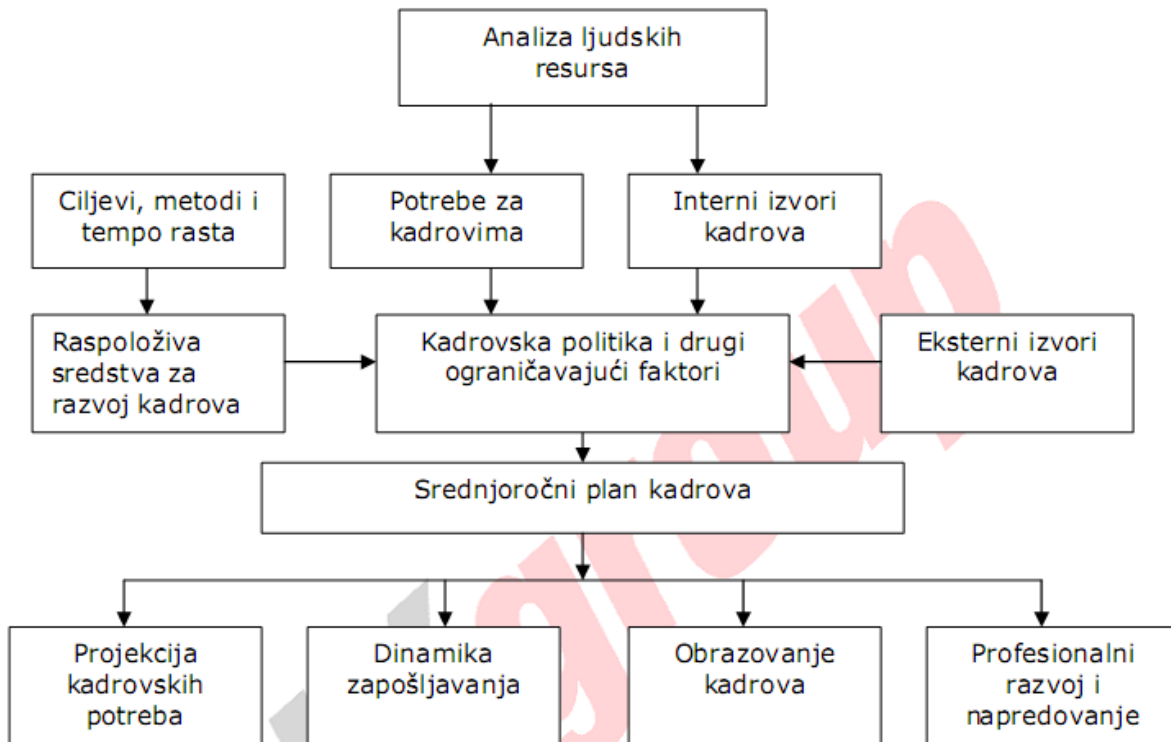 Analiza ljudskih
resursa
Ciljevi, metodi i
tempo rasta
Potrebe za
kadrovima
Interni izvori
kadrova
Raspoloživa
sredstva za
razvoj kadrova
Kadrovska politika i drugi
ograničavajući faktori
Eksterni izvori
kadrova
Srednjoročni plan kadrova
Projekcija
kadrovskih
potreba
Dinamika
zapošljavanja
Obrazovanje
kadrova
Profesionalni
razvoj i
napredovanje
group